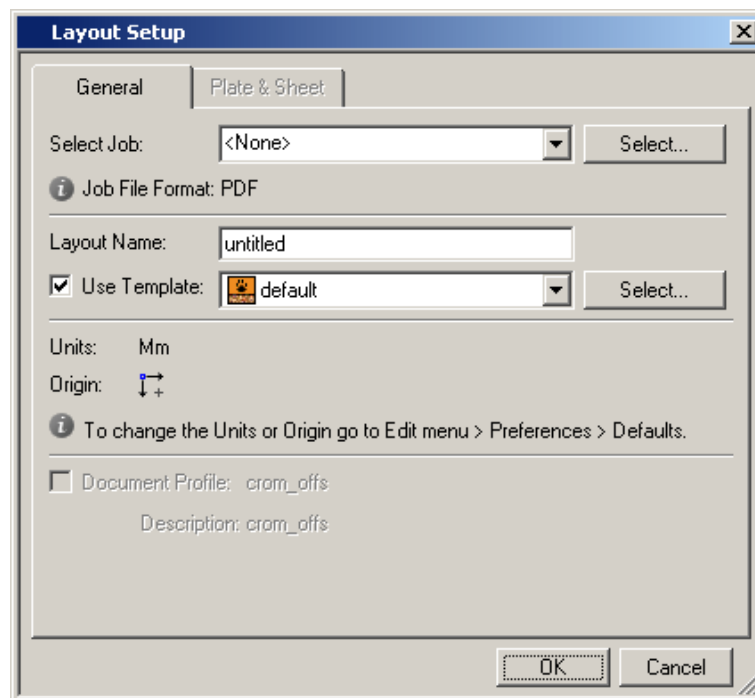 Layout Setup
General
Plate & Sheet
Select Job: <None> Select...
Job File Format: PDF
Layout Name: untitled
Use Template: default Select...
Units: Mm
Origin:
To change the Units or Origin go to Edit menu > Preferences > Defaults.
Document Profile: crom_offs
Description: crom_offs
OK Cancel